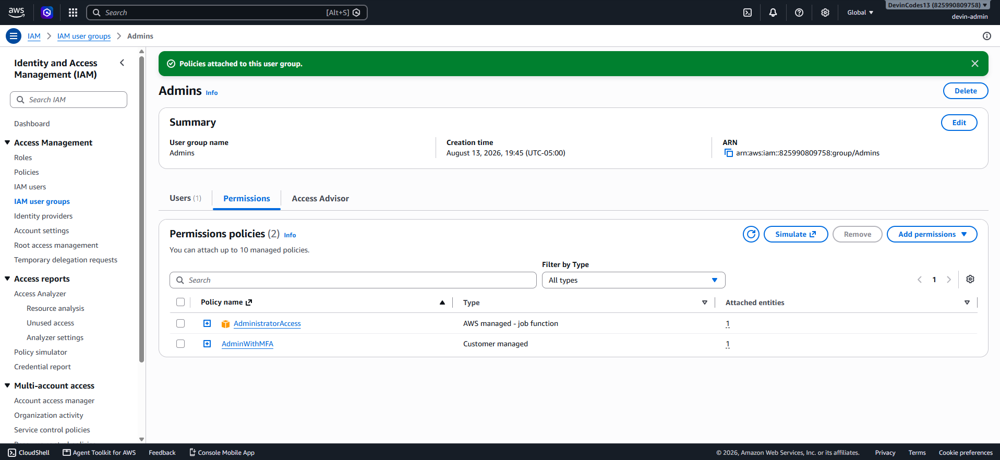 aws
Search [Alt+S]
Global
DevinCodes13 (825990809758)
devin-admin
IAM
IAM user groups
Admins
Identity and Access
Management (IAM)
Search IAM
Dashboard
Access Management
Roles
Policies
IAM users
IAM user groups
Identity providers
Account settings
Root access management
Temporary delegation requests
Access reports
Access Analyzer
Resource analysis
Unused access
Analyzer settings
Policy simulator
Credential report
Multi-account access
Account access manager
Organization activity
Service control policies
Policies attached to this user group.
Admins Info
Delete
Summary
Edit
User group name
Admins
Creation time
August 13, 2026, 19:45 (UTC-05:00)
ARN
arn:aws:iam::825990809758:group/Admins
Users (1)
Permissions
Access Advisor
Permissions policies (2) Info
You can attach up to 10 managed policies.
Simulate
Remove
Add permissions
Filter by Type
Search
All types
1
Policy name Type Attached entities
AdministratorAccess AWS managed - job function 1
AdminWithMFA Customer managed 1
CloudShell
Agent Toolkit for AWS
Feedback
Console Mobile App
© 2026, Amazon Web Services, Inc. or its affiliates.
Privacy
Terms
Cookie preferences